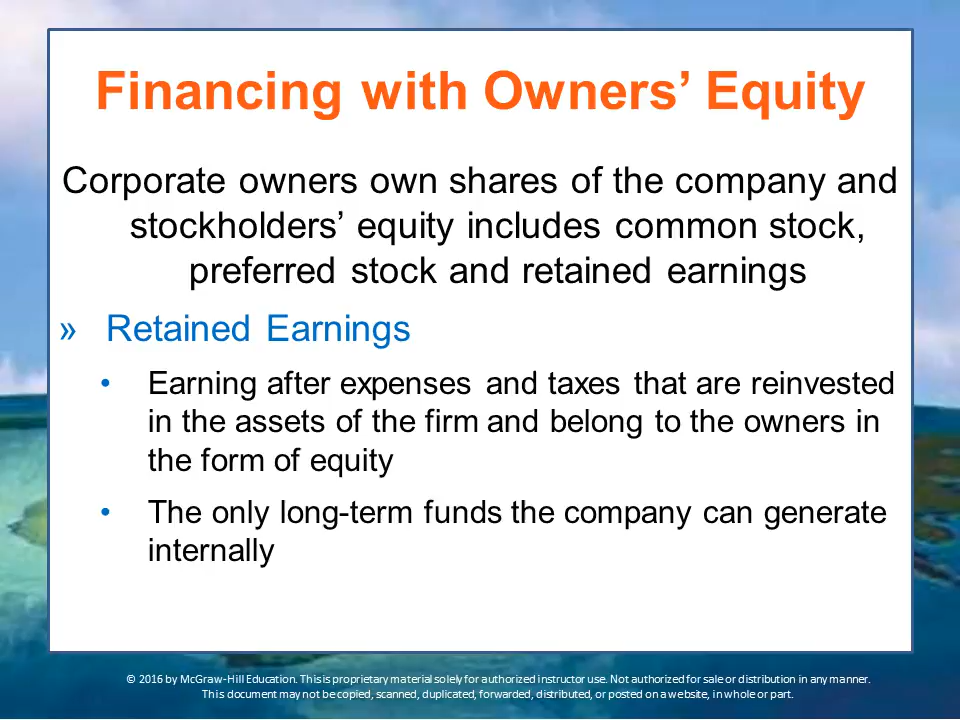 Financing with Owners’ Equity
Corporate owners own shares of the company and
stockholders’ equity includes common stock,
preferred stock and retained earnings
» Retained Earnings
• Earning after expenses and taxes that are reinvested
in the assets of the firm and belong to the owners in
the form of equity
• The only long-term funds the company can generate
internally
© 2016 by McGraw-Hill Education. This is proprietary material solely for authorized instructor use. Not authorized for sale or distribution in any manner.
This document may not be copied, scanned, duplicated, forwarded, distributed, or posted on a website, in whole or part.